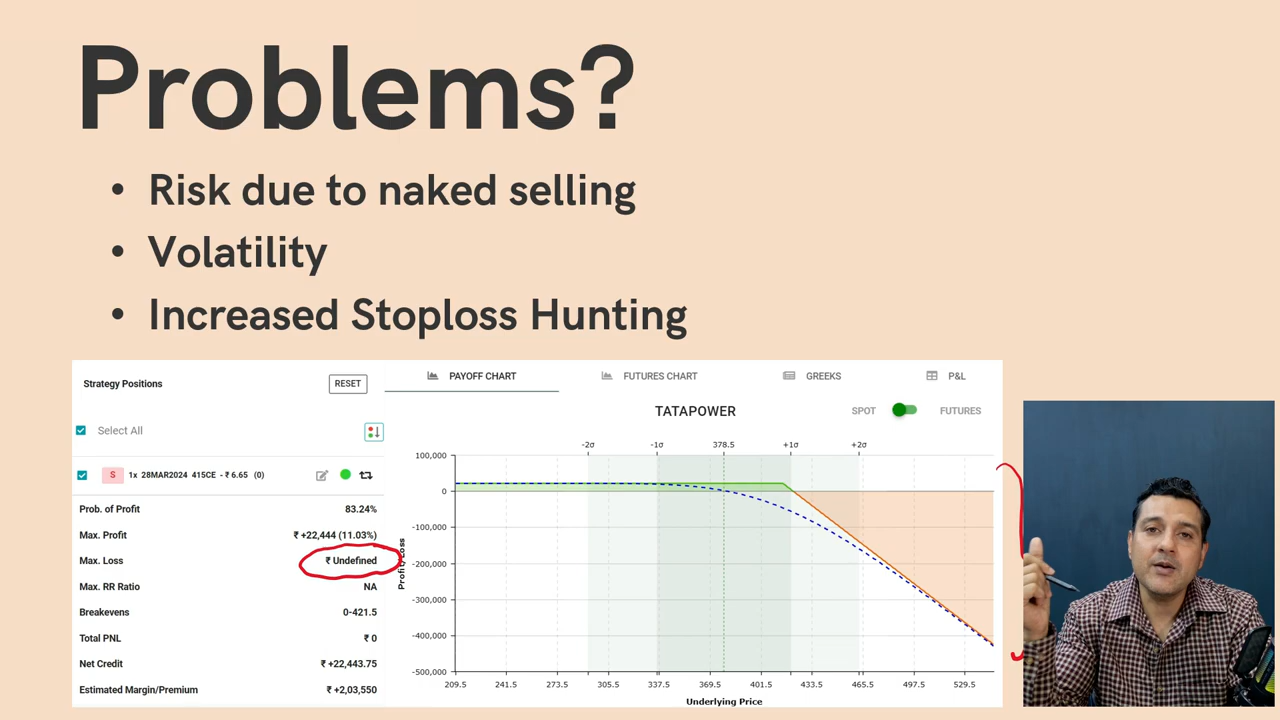 Problems?
• Risk due to naked selling
• Volatility
• Increased Stoploss Hunting
Strategy Positions
RESET
Select All
S 1x 28MAR2024 415CE - ₹ 6.65 (0)
Prob. of Profit 83.24%
Max. Profit ₹ +22,444 (11.03%)
Max. Loss ₹ Undefined
Max. RR Ratio NA
Breakevens 0-421.5
Total PNL ₹ 0
Net Credit ₹ +22,443.75
Estimated Margin/Premium ₹ +2,03,550
PAYOFF CHART FUTURES CHART GREEKS P&L
TATAPOWER
SPOT FUTURES
-2σ -1σ 378.5 +1σ +2σ
100,000
0
-100,000
-200,000
-300,000
-400,000
-500,000
Profit/Loss
209.5 241.5 273.5 305.5 337.5 369.5 401.5 433.5 465.5 497.5 529.5
Underlying Price